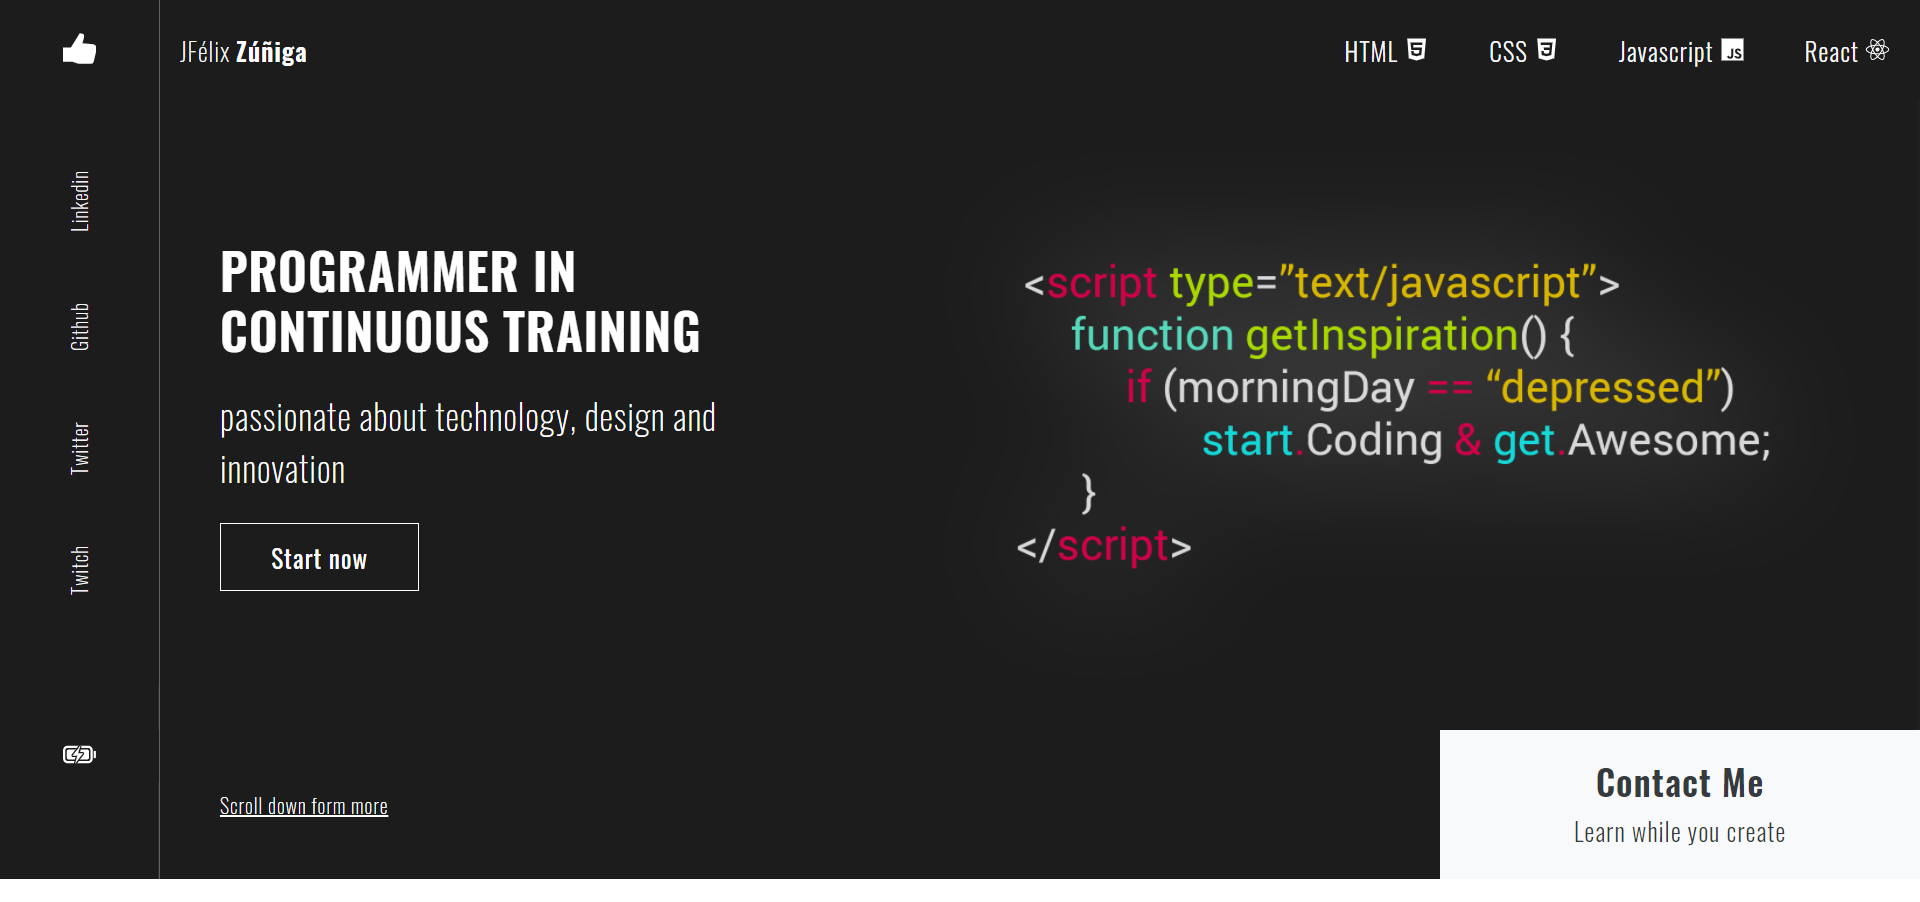 JFélix Zúñiga
HTML
CSS
Javascript JS
React
Linkedin
Github
Twitter
Twitch
PROGRAMMER IN
CONTINUOUS TRAINING
passionate about technology, design and
innovation
Start now
Scroll down form more
<script type=”text/javascript”>
function getInspiration() {
if (morningDay == “depressed”)
start.Coding & get.Awesome;
}
</script>
Contact Me
Learn while you create